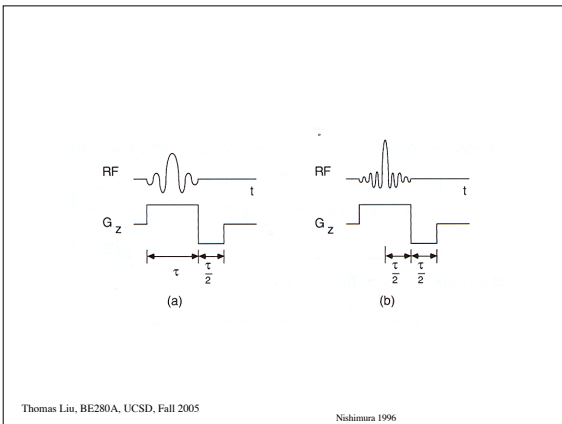 RF
t
G z
τ
τ/2
(a)
RF
t
G z
τ/2
τ/2
(b)
Thomas Liu, BE280A, UCSD, Fall 2005
Nishimura 1996